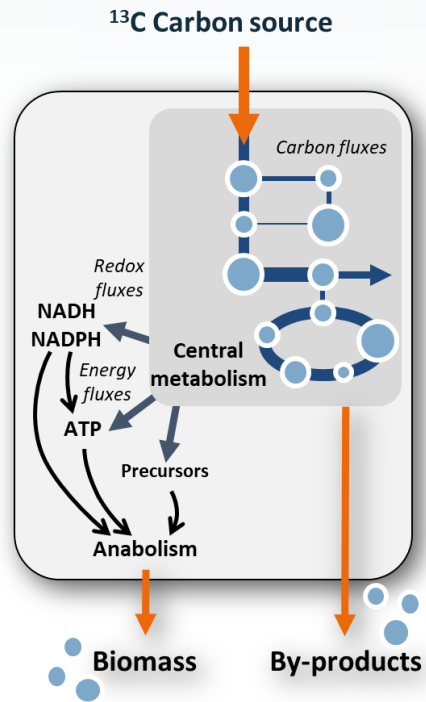 ¹³C Carbon source
Carbon fluxes
Redox
fluxes
NADH
NADPH
Energy
fluxes
Central
metabolism
ATP
Precursors
Anabolism
Biomass
By-products